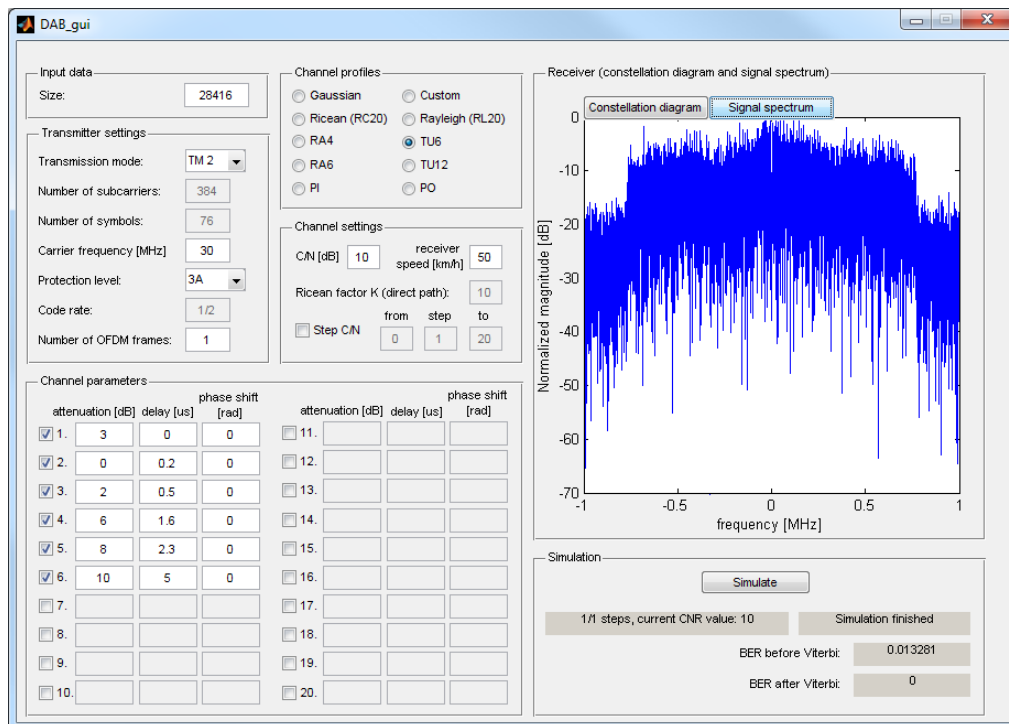 DAB_gui
Input data
Size: 28416
Transmitter settings
Transmission mode: TM 2
Number of subcarriers: 384
Number of symbols: 76
Carrier frequency [MHz] 30
Protection level: 3A
Code rate: 1/2
Number of OFDM frames: 1
Channel profiles
Gaussian Custom
Ricean (RC20) Rayleigh (RL20)
RA4 TU6
RA6 TU12
PI PO
Channel settings
C/N [dB] 10 receiver speed [km/h] 50
Ricean factor K (direct path): 10
from step to
Step C/N 0 1 20
Channel parameters
attenuation [dB] delay [us] phase shift [rad]
1. 3 0 0
2. 0 0.2 0
3. 2 0.5 0
4. 6 1.6 0
5. 8 2.3 0
6. 10 5 0
7.
8.
9.
10.
attenuation [dB] delay [us] phase shift [rad]
11.
12.
13.
14.
15.
16.
17.
18.
19.
20.
Receiver (constellation diagram and signal spectrum)
Constellation diagram Signal spectrum
Normalized magnitude [dB]
0
-10
-20
-30
-40
-50
-60
-70
-1 -0.5 0 0.5 1
frequency [MHz]
Simulation
Simulate
1/1 steps, current CNR value: 10 Simulation finished
BER before Viterbi: 0.013281
BER after Viterbi: 0